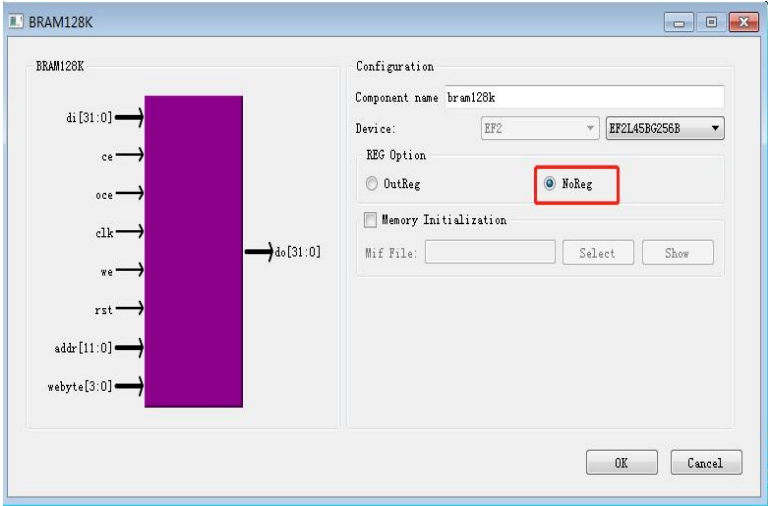 BRAM128K
BRAM128K
di[31:0]
ce
oce
clk
we
rst
addr[11:0]
webyte[3:0]
do[31:0]
Configuration
Component name bram128k
Device: EF2 EF2L45BG256B
REG Option
OutReg NoReg
Memory Initialization
Mif File: Select Show
OK Cancel